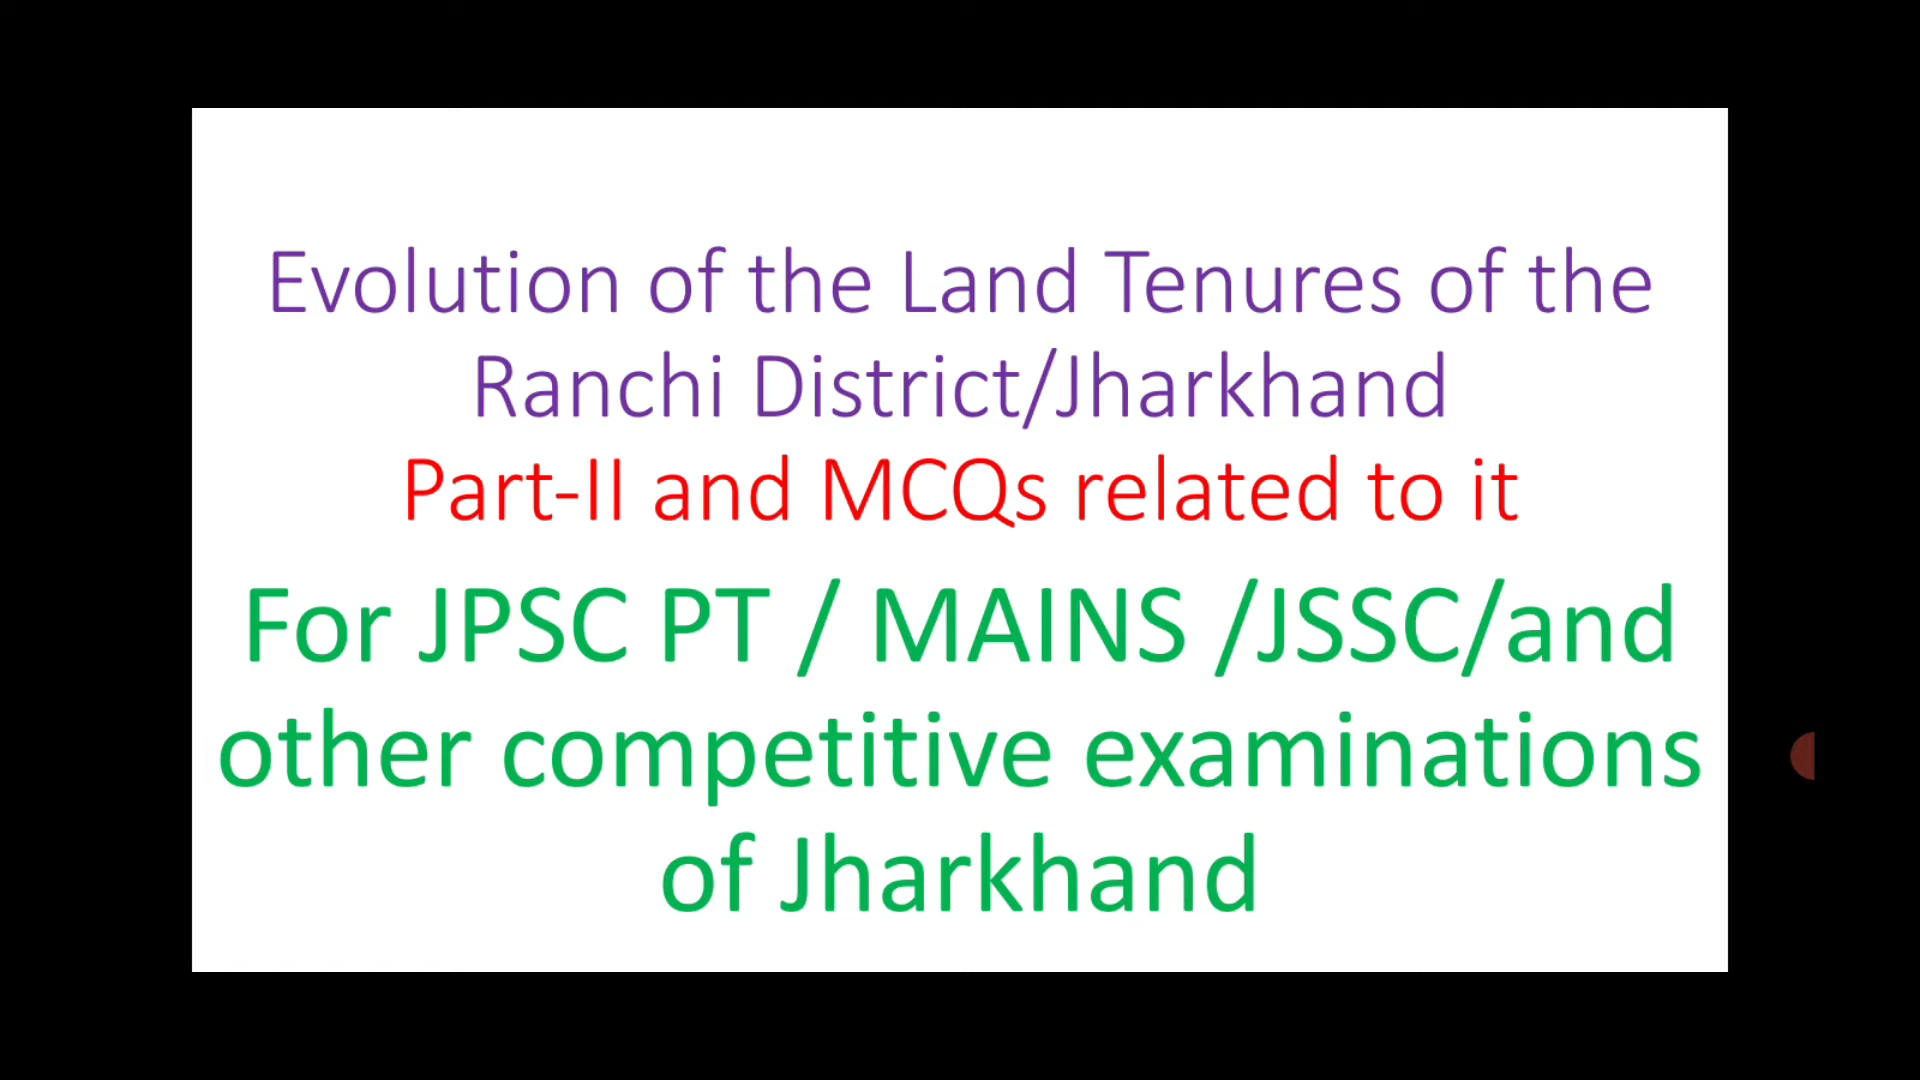 Evolution of the Land Tenures of the
Ranchi District/Jharkhand
Part-II and MCQs related to it
For JPSC PT / MAINS /JSSC/and
other competitive examinations
of Jharkhand